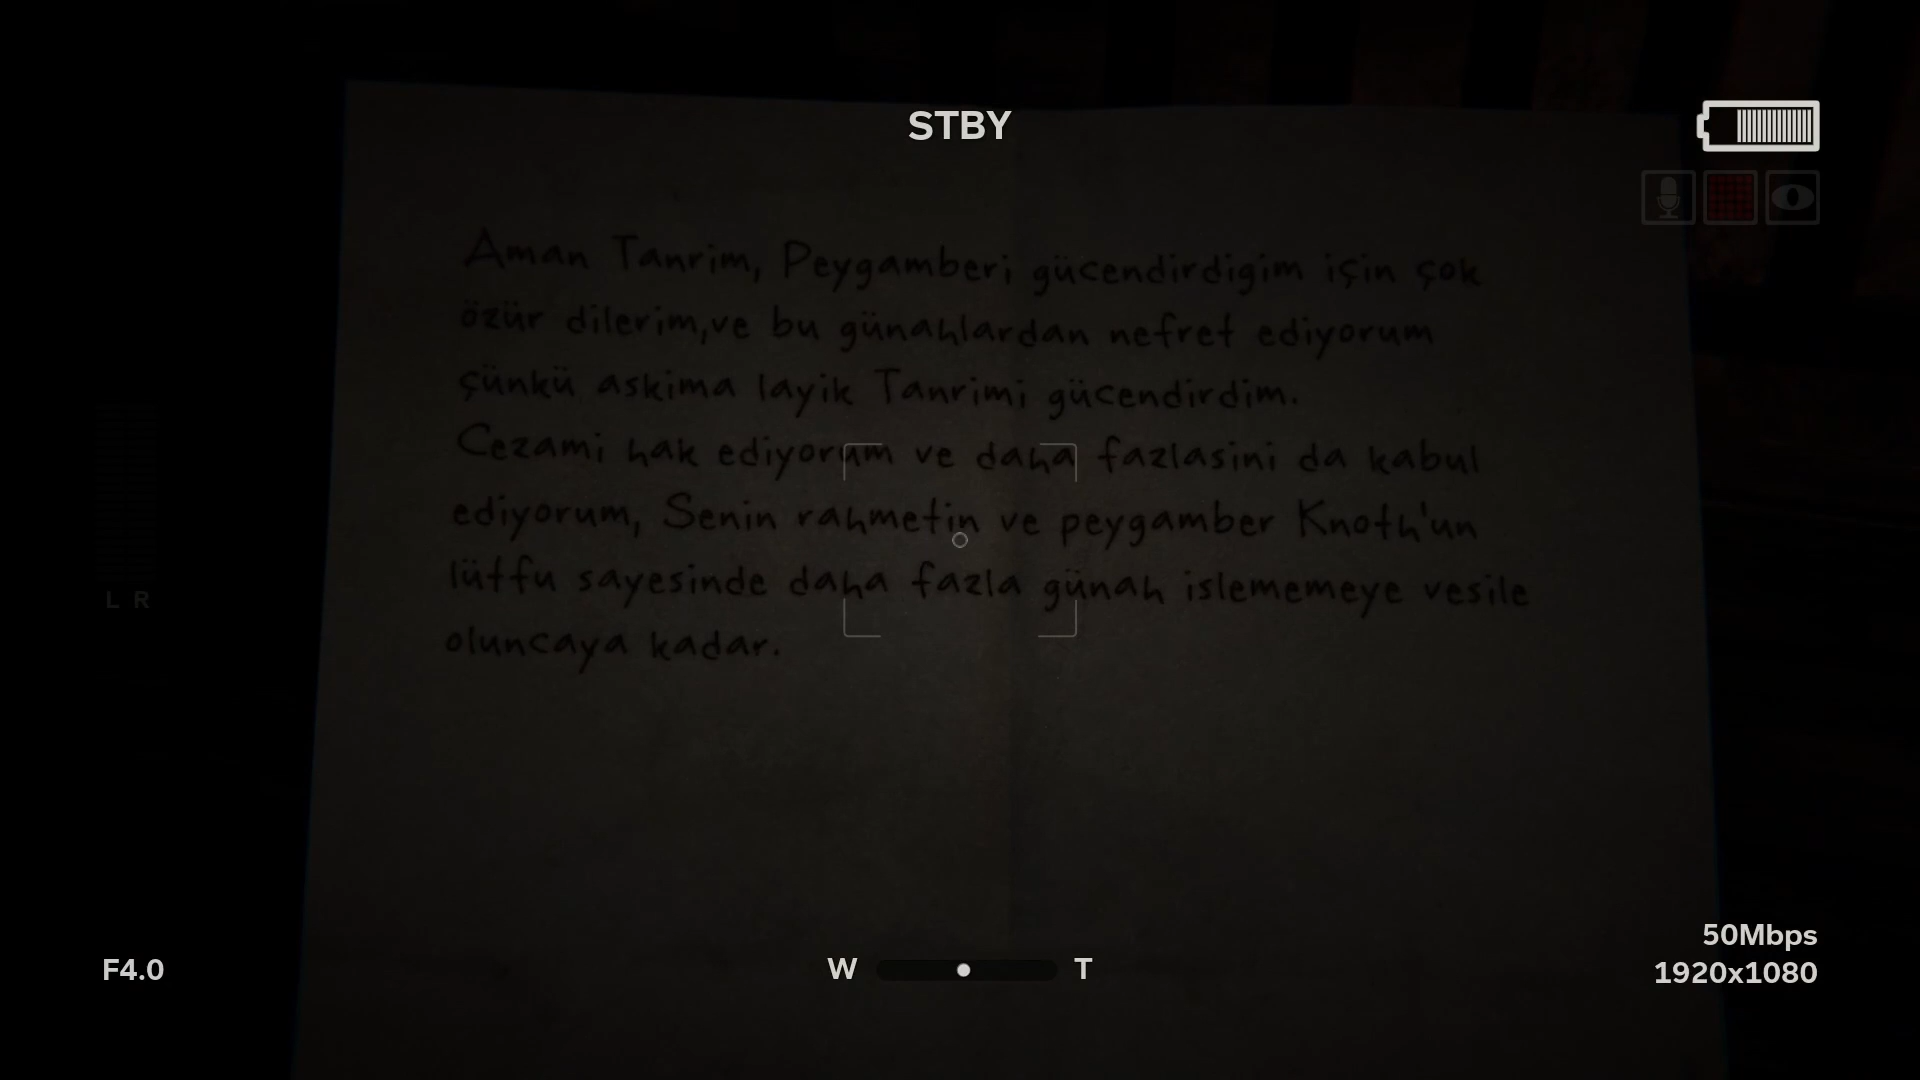 STBY
Aman Tanrim, Peygamberi gücendirdigim için çok
özür dilerim,ve bu günahlardan nefret ediyorum
çünkü askima layik Tanrimi gücendirdim.
Cezami hak ediyorum ve daha fazlasini da kabul
ediyorum, Senin rahmetin ve peygamber Knoth'un
lütfu sayesinde daha fazla günah islememeye vesile
oluncaya kadar.
L R
F4.0
W T
50Mbps
1920x1080